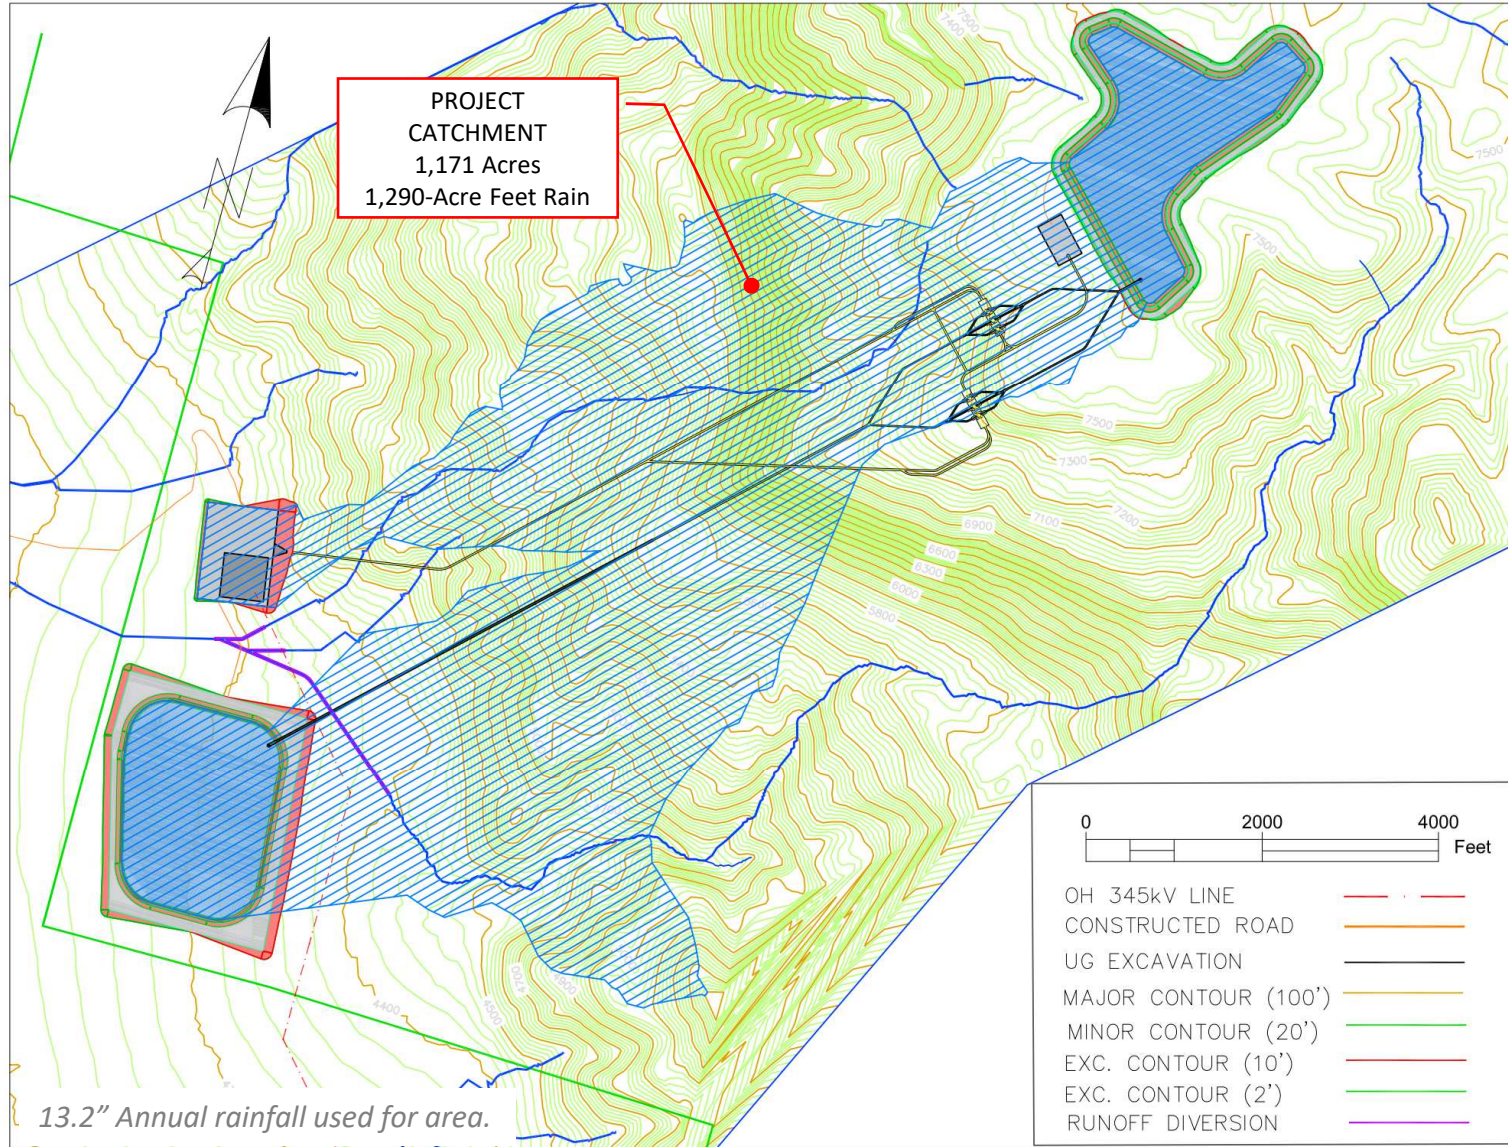 PROJECT
CATCHMENT
1,171 Acres
1,290-Acre Feet Rain
7500
7400
7500
7500
7500
7300
7200
7100
6900
6600
6300
6000
5800
4900
4700
4500
4400
0 2000 4000
Feet
OH 345kV LINE
CONSTRUCTED ROAD
UG EXCAVATION
MAJOR CONTOUR (100')
MINOR CONTOUR (20')
EXC. CONTOUR (10')
EXC. CONTOUR (2')
RUNOFF DIVERSION
13.2” Annual rainfall used for area.